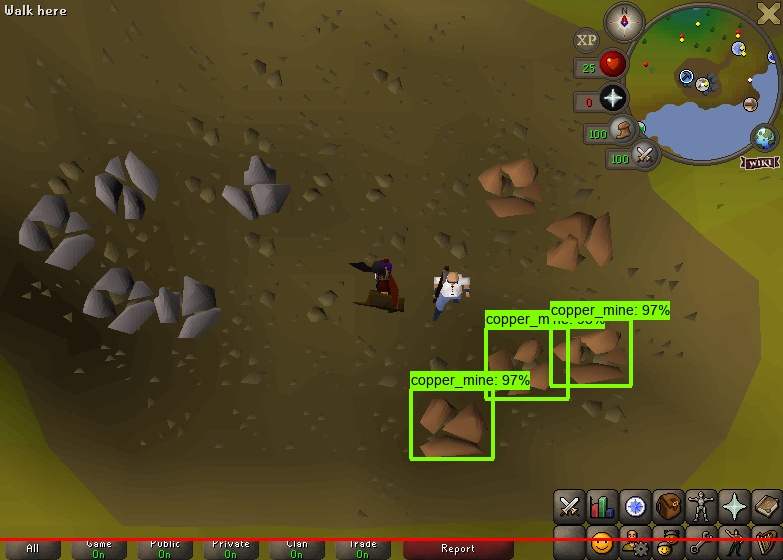 Walk here
N
XP
25
0
100
100
WIKI
copper_mine: 97%
copper_m
copper_mine: 97%
All
Game
On
Public
On
Private
On
Clan
On
Trade
On
Report